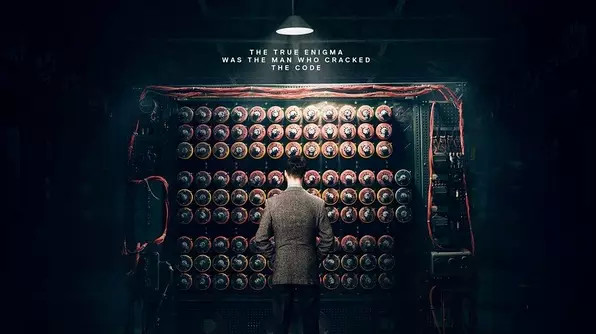 THE TRUE ENIGMA
WAS THE MAN WHO CRACKED
THE CODE